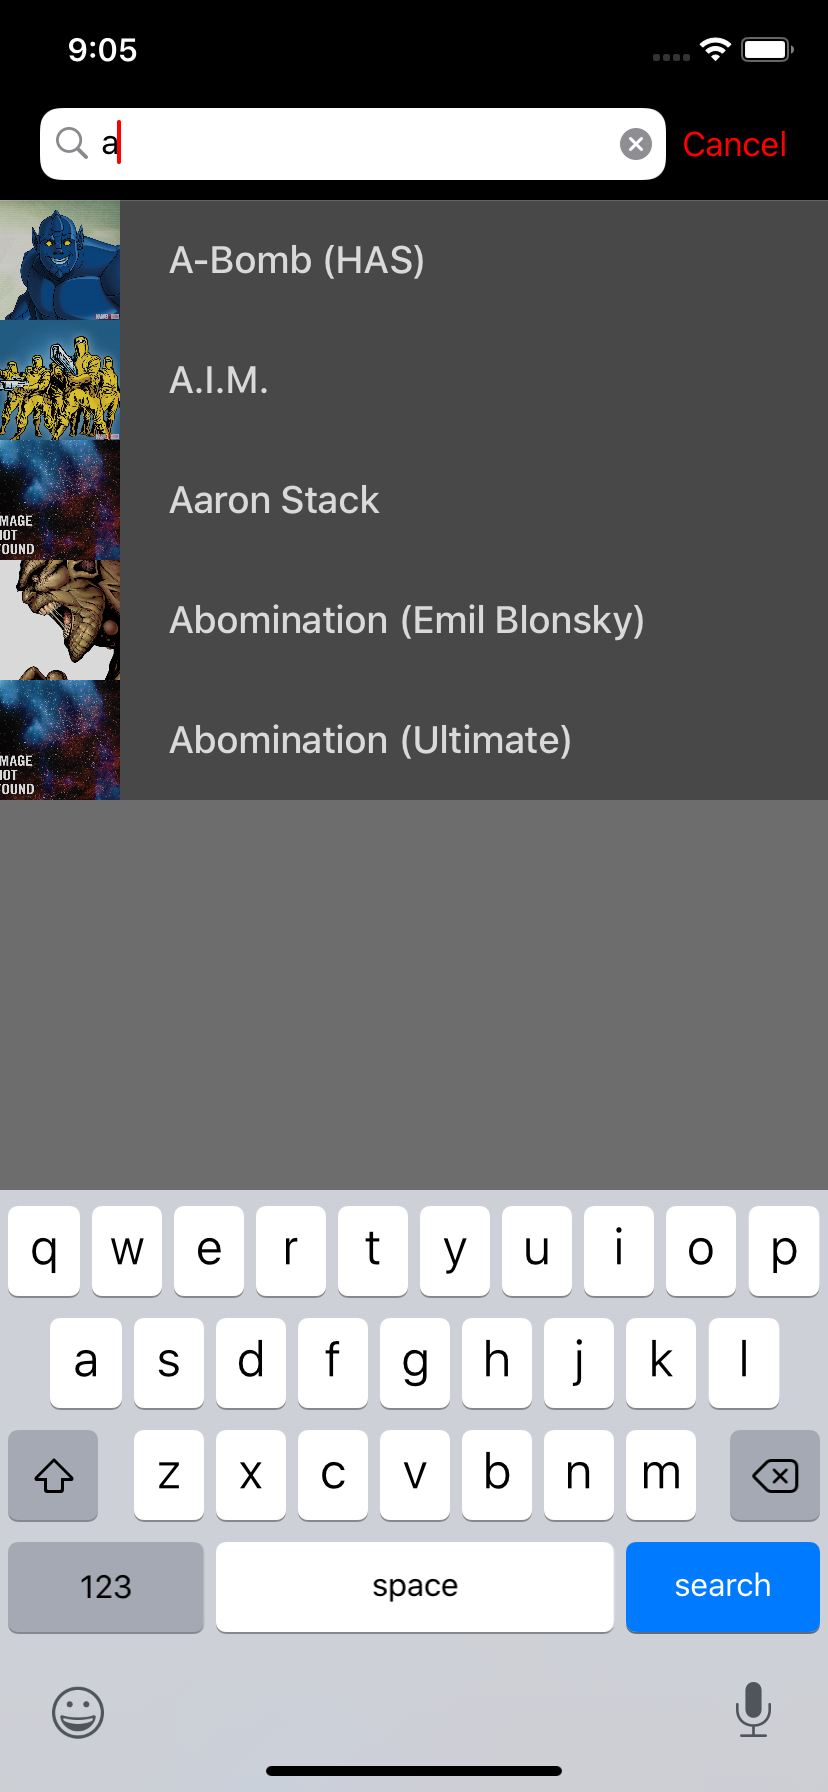 9:05
a
Cancel
A-Bomb (HAS)
A.I.M.
Aaron Stack
MAGE
IOT
OUND
Abomination (Emil Blonsky)
Abomination (Ultimate)
MAGE
IOT
OUND
q w e r t y u i o p
a s d f g h j k l
z x c v b n m
123 space search